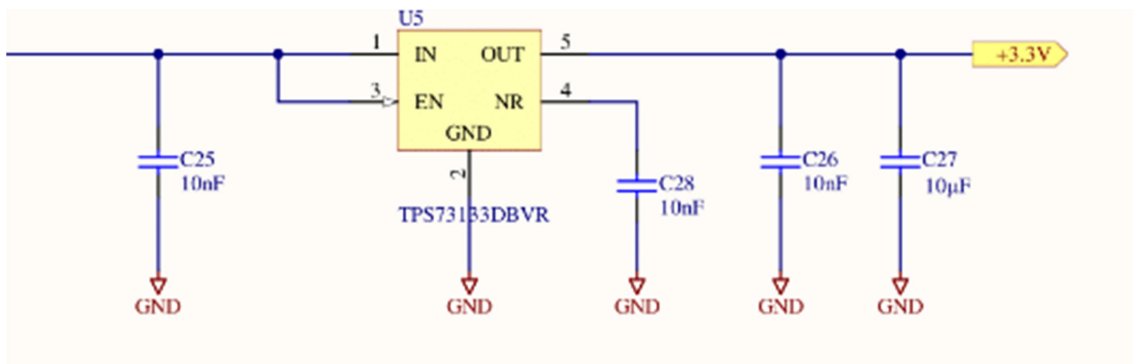 U5
1
IN
OUT
5
+3.3V
3
EN
NR
4
GND
2
C25
10nF
C28
10nF
C26
10nF
C27
10µF
TPS73133DBVR
GND
GND
GND
GND
GND